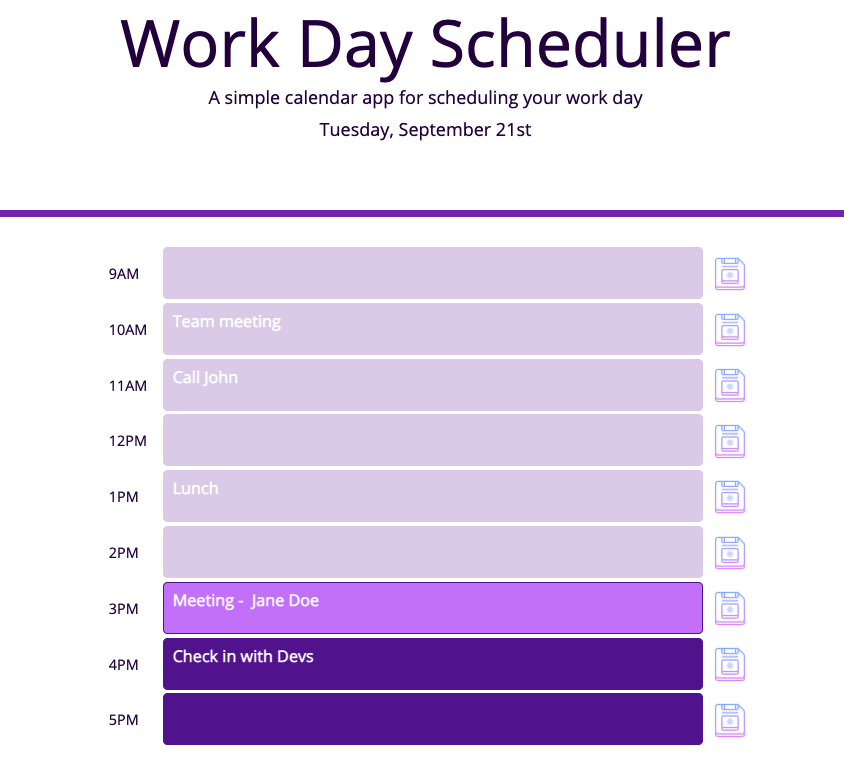 Work Day Scheduler
A simple calendar app for scheduling your work day
Tuesday, September 21st
9AM
10AM Team meeting
11AM Call John
12PM
1PM Lunch
2PM
3PM Meeting -  Jane Doe
4PM Check in with Devs
5PM